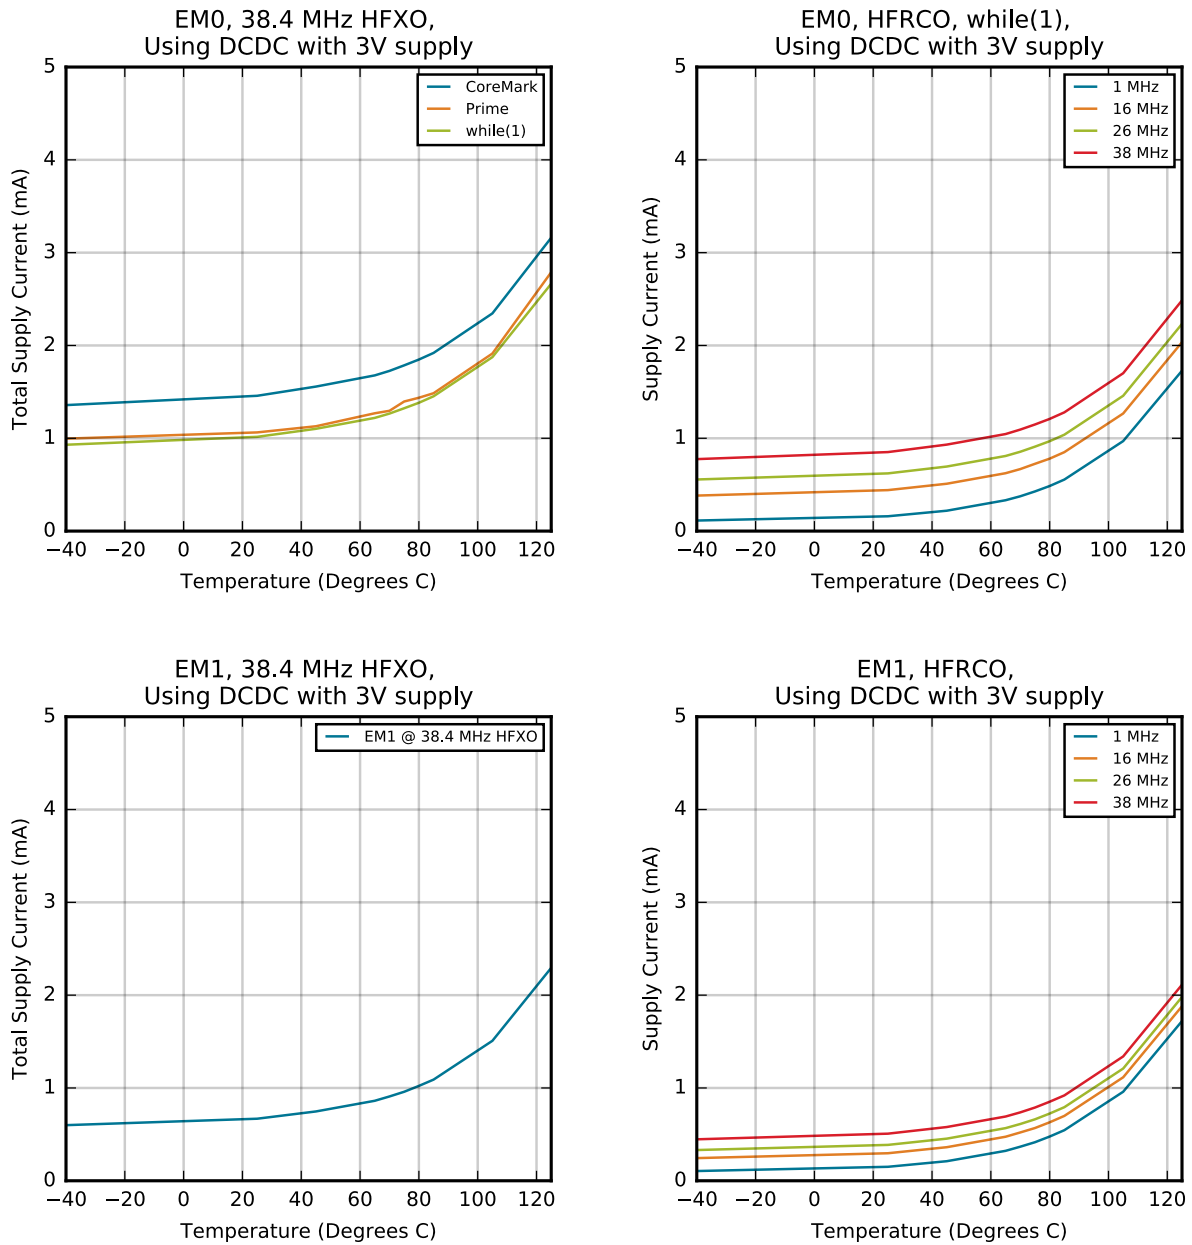 EM0, 38.4 MHz HFXO,
Using DCDC with 3V supply
5
4
3
2
1
0
Total Supply Current (mA)
CoreMark
Prime
while(1)
−40 −20 0 20 40 60 80 100 120
Temperature (Degrees C)
EM0, HFRCO, while(1),
Using DCDC with 3V supply
5
4
3
2
1
0
Supply Current (mA)
1 MHz
16 MHz
26 MHz
38 MHz
−40 −20 0 20 40 60 80 100 120
Temperature (Degrees C)
EM1, 38.4 MHz HFXO,
Using DCDC with 3V supply
5
4
3
2
1
0
Total Supply Current (mA)
EM1 @ 38.4 MHz HFXO
−40 −20 0 20 40 60 80 100 120
Temperature (Degrees C)
EM1, HFRCO,
Using DCDC with 3V supply
5
4
3
2
1
0
Supply Current (mA)
1 MHz
16 MHz
26 MHz
38 MHz
−40 −20 0 20 40 60 80 100 120
Temperature (Degrees C)